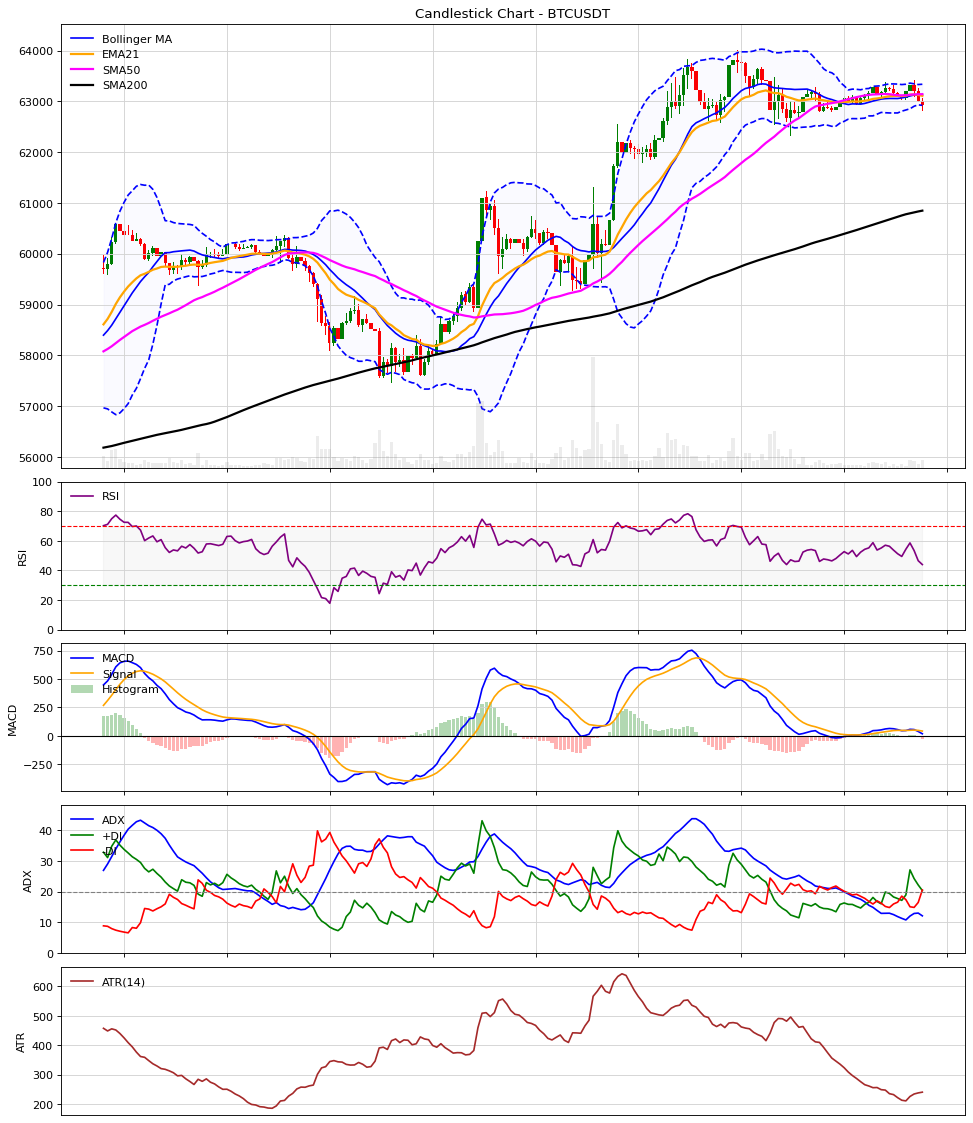 Candlestick Chart - BTCUSDT
Bollinger MA
EMA21
SMA50
SMA200
64000
63000
62000
61000
60000
59000
58000
57000
56000
RSI
RSI
100
80
60
40
20
0
MACD
Signal
Histogram
MACD
750
500
250
0
−250
ADX
+DI
-DI
ADX
40
30
20
10
0
ATR(14)
ATR
600
500
400
300
200